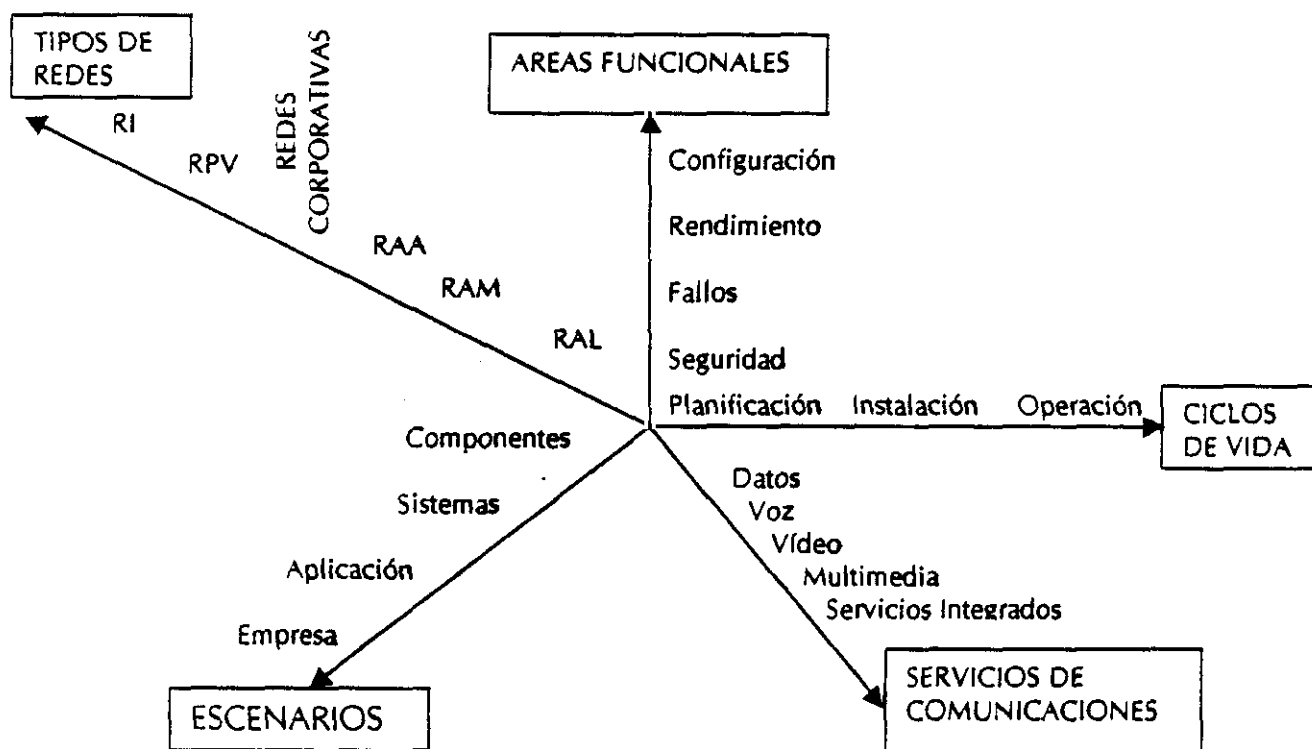 TIPOS DE
REDES
REDES
CORPORATIVAS
AREAS FUNCIONALES
RI
RPV
RAA
RAM
RAL
Configuración
Rendimiento
Fallos
Seguridad
Planificación Instalación Operación
CICLOS
DE VIDA
Componentes
Sistemas
Aplicación
Empresa
ESCENARIOS
Datos
Voz
Vídeo
Multimedia
Servicios Integrados
SERVICIOS DE
COMUNICACIONES